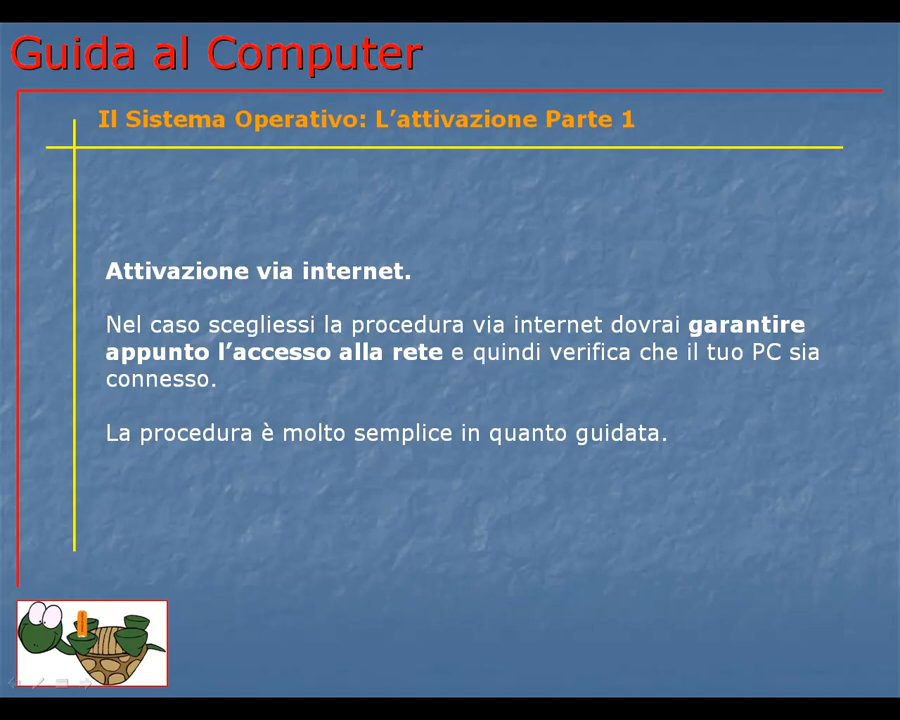 Guida al Computer
Il Sistema Operativo: L’attivazione Parte 1
Attivazione via internet.
Nel caso scegliessi la procedura via internet dovrai garantire
appunto l’accesso alla rete e quindi verifica che il tuo PC sia
connesso.
La procedura è molto semplice in quanto guidata.